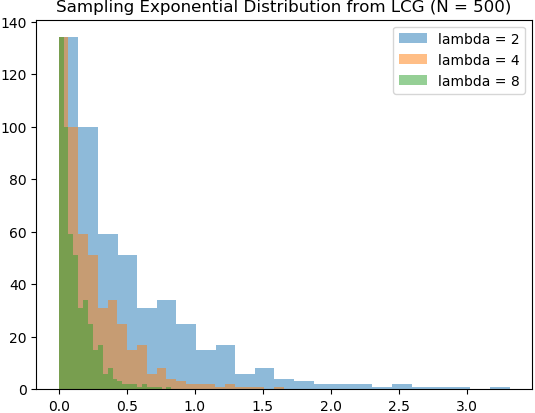 Sampling Exponential Distribution from LCG (N = 500)
140
120
100
80
60
40
20
0
lambda = 2
lambda = 4
lambda = 8
0.0 0.5 1.0 1.5 2.0 2.5 3.0